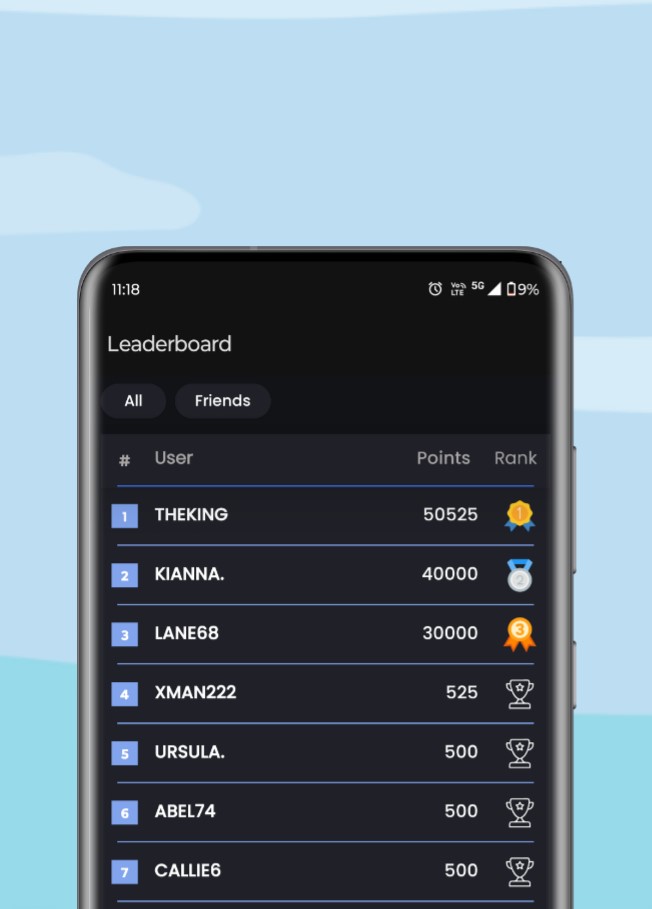 11:18 Vo LTE 5G 9%
Leaderboard
All Friends
# User Points Rank
1 THEKING 50525 1
2 KIANNA. 40000 2
3 LANE68 30000 3
4 XMAN222 525
5 URSULA. 500
6 ABEL74 500
7 CALLIE6 500